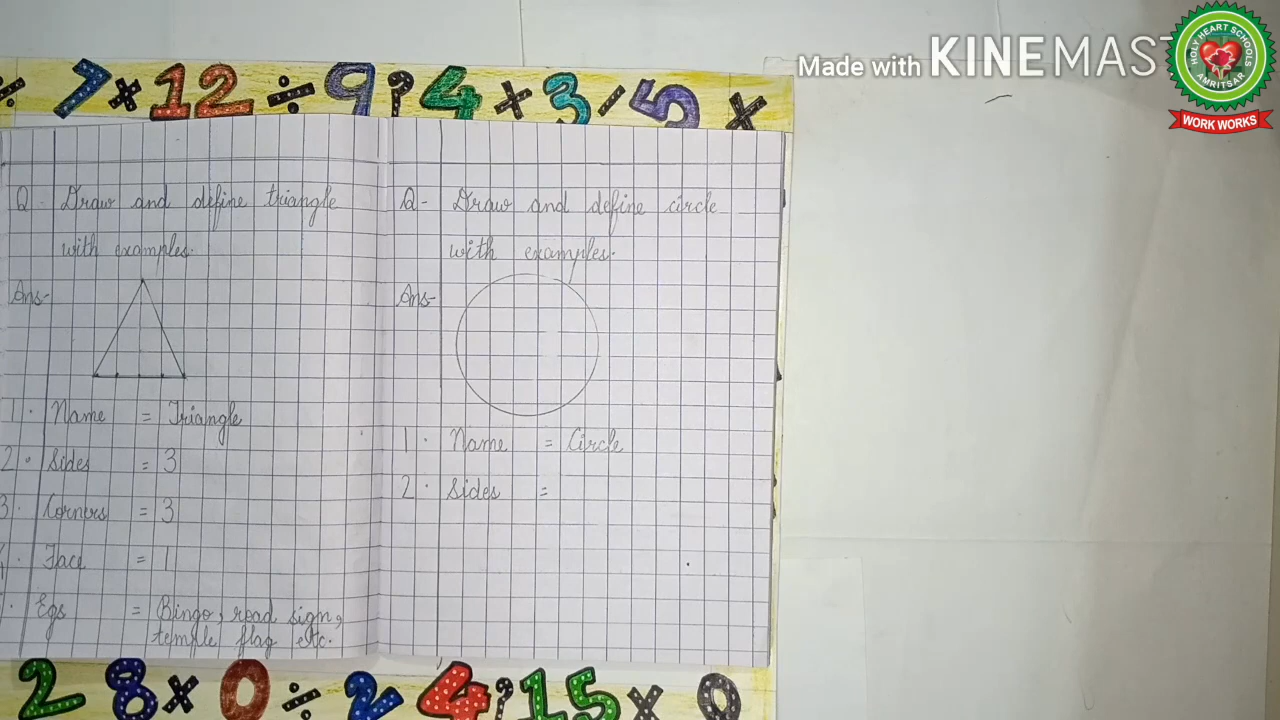 Made with KINEMAST
HOLY HEART SCHOOLS
AMRITSAR
WORK WORKS
÷ 7 × 12 ÷ 9 , 4 + 3 - 5 ×
Q. Draw and define triangle
with examples.
Ans-
1. Name = Triangle
2. Sides = 3
3. Corners = 3
4. Face = 1
Egs = Bingo, road sign,
temple flag etc.
Q- Draw and define circle
with examples.
Ans-
1. Name = Circle
2. Sides =
2 8 × 0 ÷ 2 4 , 15 × 0